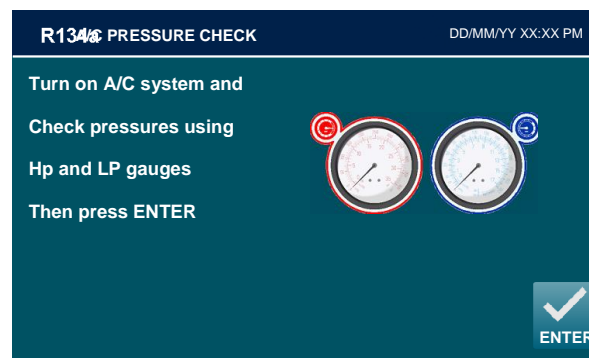 R134a A/C PRESSURE CHECK
DD/MM/YY XX:XX PM
Turn on A/C system and
Check pressures using
Hp and LP gauges
Then press ENTER
ENTER